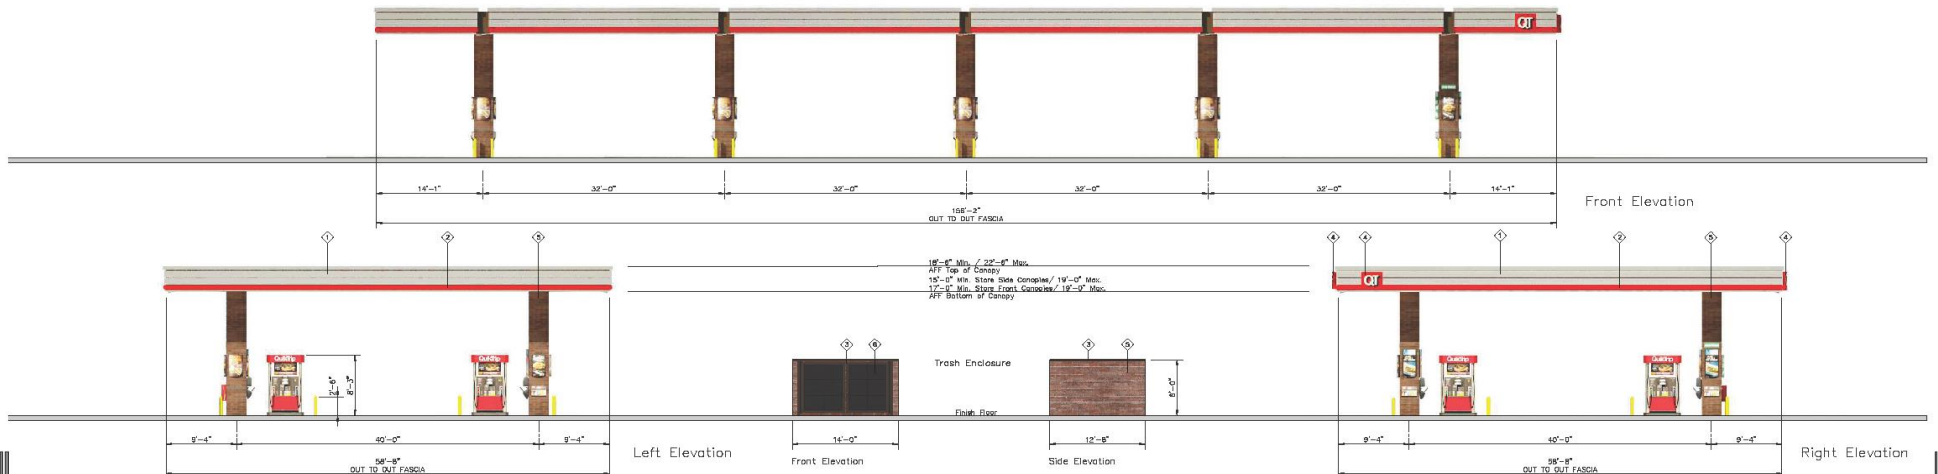 QT
14'-1"
32'-0"
32'-0"
32'-0"
32'-0"
14'-1"
Front Elevation
156'-2"
OUT TO OUT FASCIA
1
2
5
18'-6" Min. / 22'-6" Max.
AFF Top of Canopy
15'-0" Min. Store Side Canopies/ 19'-0" Max.
17'-0" Min. Store Front Canopies/ 19'-0" Max.
AFF Bottom of Canopy
4
4
1
2
5
4
QT
QuikTrip
QuikTrip
2'-6"
8'-3"
3
6
Trash Enclosure
3
5
8'-0"
QuikTrip
QuikTrip
Finish Floor
9'-4"
40'-0"
9'-4"
Left Elevation
58'-8"
OUT TO OUT FASCIA
14'-0"
Front Elevation
12'-8"
Side Elevation
9'-4"
40'-0"
9'-4"
Right Elevation
58'-8"
OUT TO OUT FASCIA